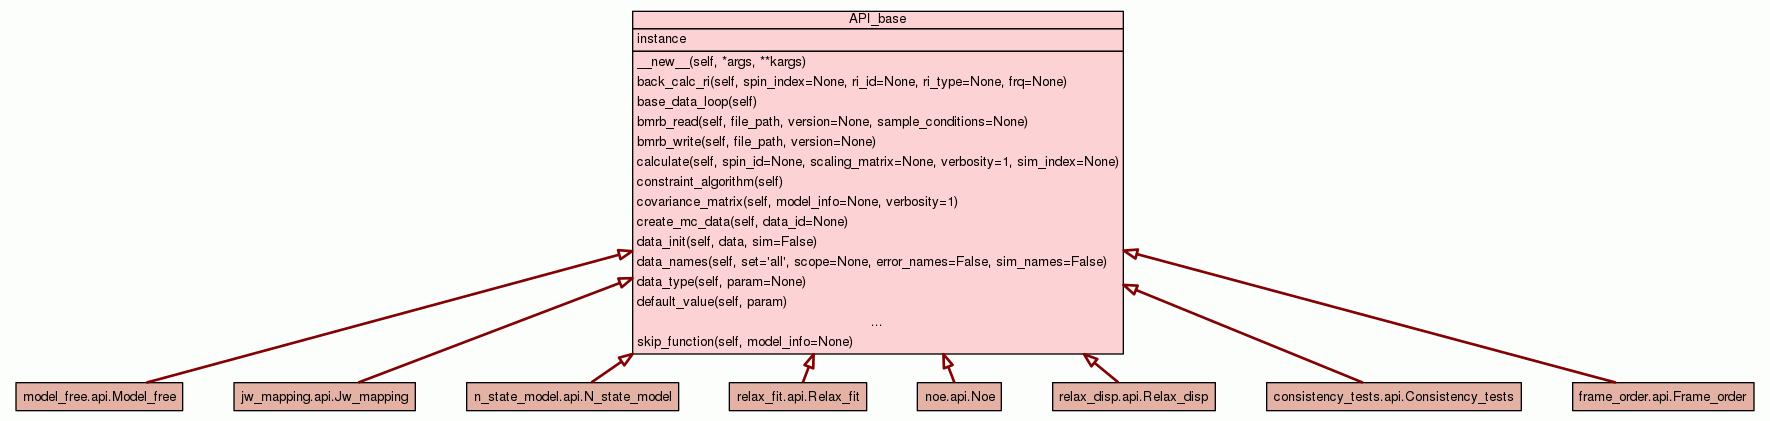 API_base
instance
__new__(self, *args, **kargs)
back_calc_ri(self, spin_index=None, ri_id=None, ri_type=None, frq=None)
base_data_loop(self)
bmrb_read(self, file_path, version=None, sample_conditions=None)
bmrb_write(self, file_path, version=None)
calculate(self, spin_id=None, scaling_matrix=None, verbosity=1, sim_index=None)
constraint_algorithm(self)
covariance_matrix(self, model_info=None, verbosity=1)
create_mc_data(self, data_id=None)
data_init(self, data, sim=False)
data_names(self, set='all', scope=None, error_names=False, sim_names=False)
data_type(self, param=None)
default_value(self, param)
...
skip_function(self, model_info=None)
model_free.api.Model_free
jw_mapping.api.Jw_mapping
n_state_model.api.N_state_model
relax_fit.api.Relax_fit
noe.api.Noe
relax_disp.api.Relax_disp
consistency_tests.api.Consistency_tests
frame_order.api.Frame_order